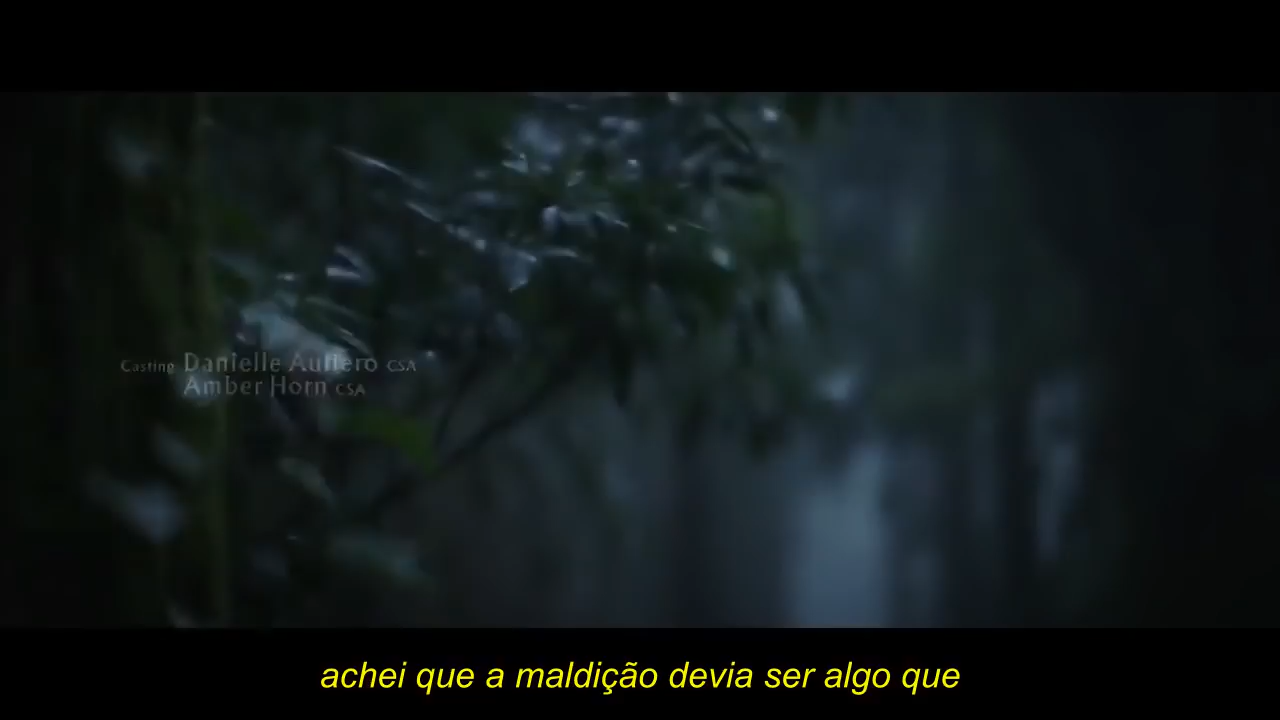 Casting Danielle Aufiero CSA
Amber Horn CSA
achei que a maldição devia ser algo que